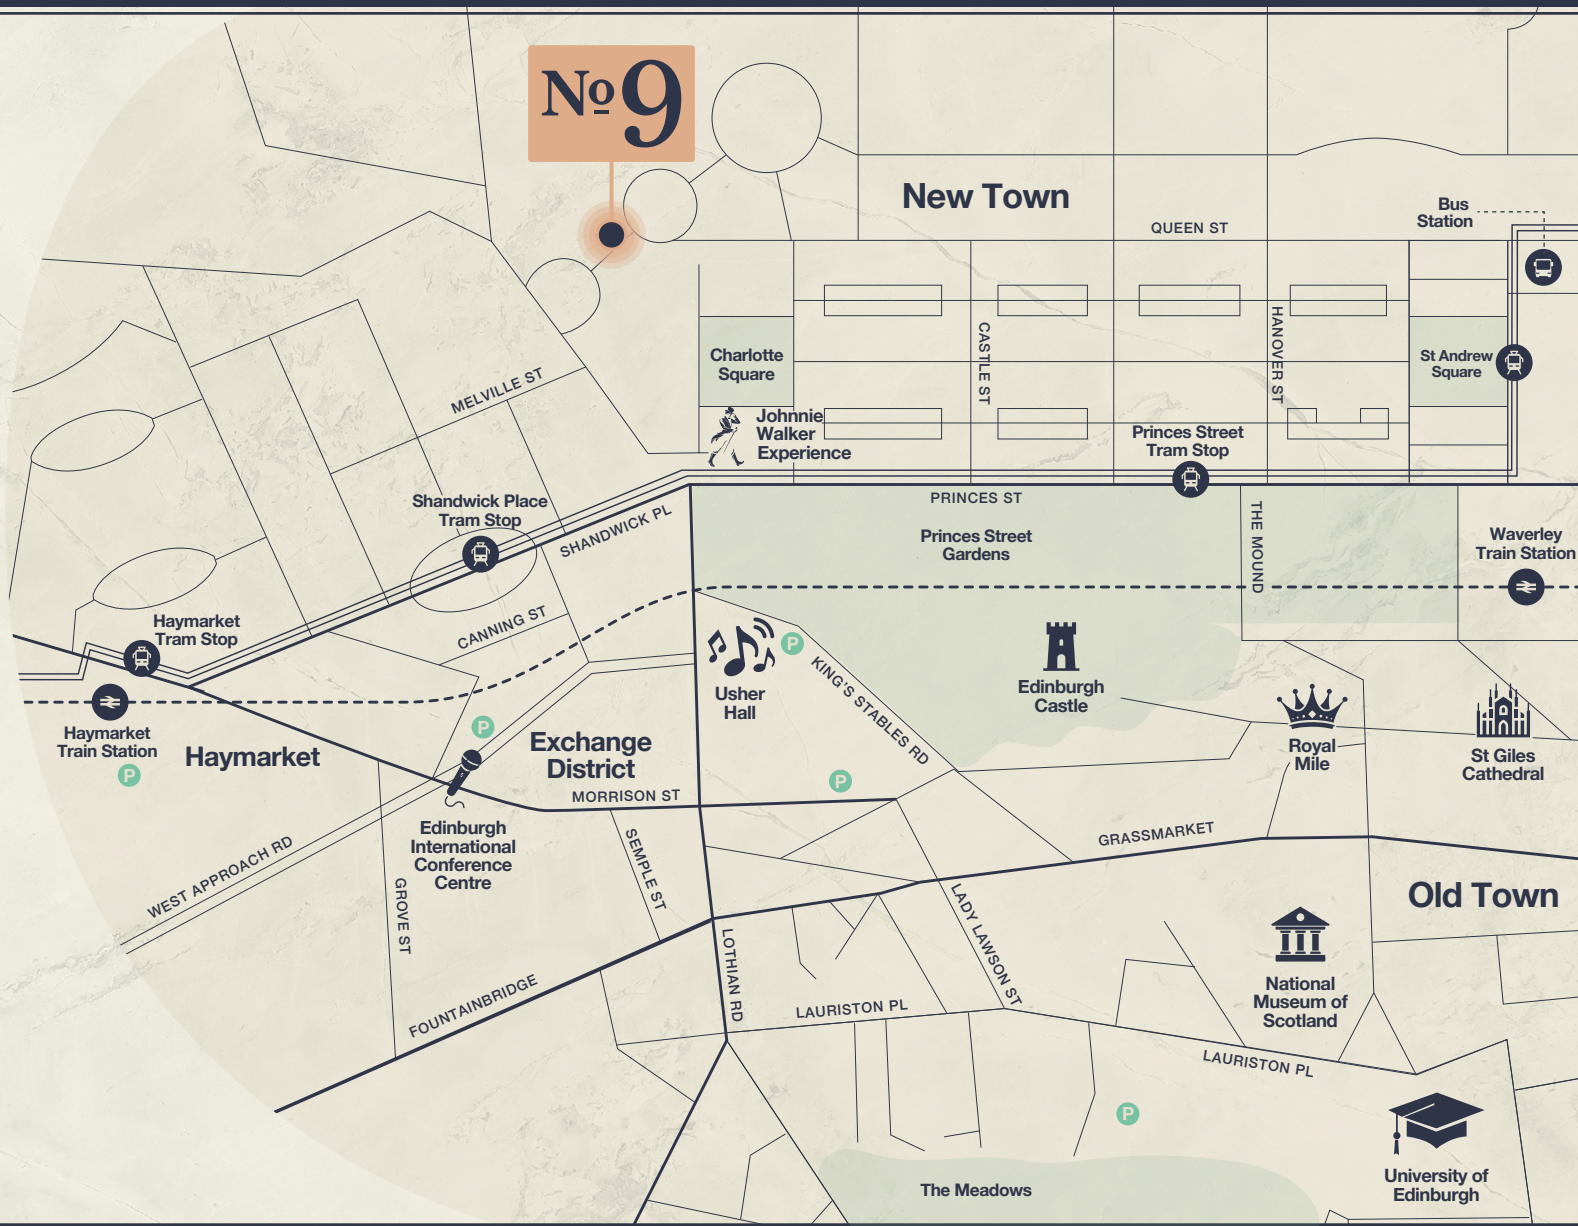 №9
New Town
Bus
Station
QUEEN ST
Charlotte
Square
CASTLE ST
HANOVER ST
St Andrew
Square
MELVILLE ST
Johnnie
Walker
Experience
Princes Street
Tram Stop
Shandwick Place
Tram Stop
SHANDWICK PL
PRINCES ST
Princes Street
Gardens
THE MOUND
Waverley
Train Station
Haymarket
Tram Stop
CANNING ST
P
KING'S STABLES RD
Usher
Hall
Edinburgh
Castle
Haymarket
Train Station
P
Haymarket
P
Exchange
District
MORRISON ST
P
Royal
Mile
St Giles
Cathedral
Edinburgh
International
Conference
Centre
WEST APPROACH RD
GROVE ST
SEMPLE ST
GRASSMARKET
Old Town
LADY LAWSON ST
LOTHIAN RD
FOUNTAINBRIDGE
LAURISTON PL
National
Museum of
Scotland
LAURISTON PL
P
The Meadows
University of
Edinburgh